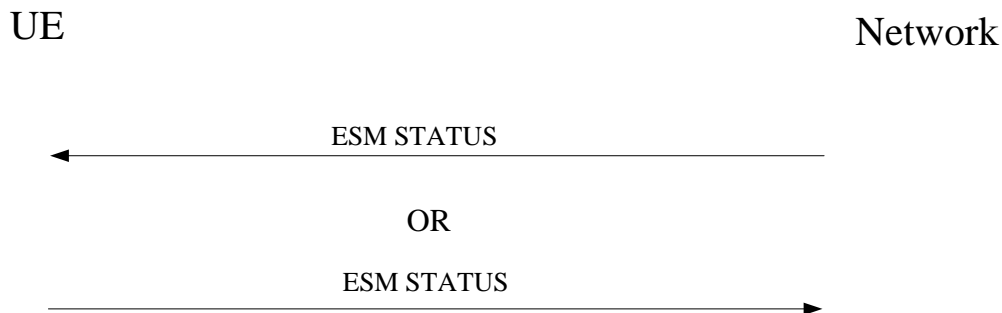 UE
Network
ESM STATUS
OR
ESM STATUS